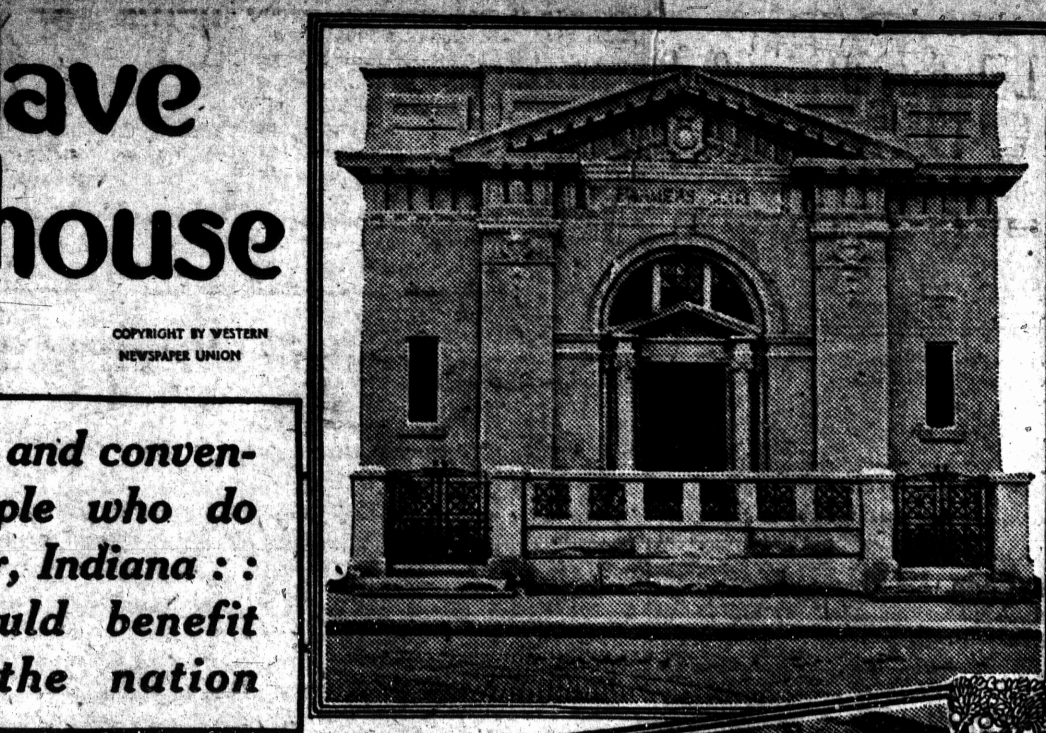 ave
house
COPYRIGHT BY WESTERN
NEWSPAPER UNION
and conven-
ple who do
, Indiana : :
uld benefit
the nation